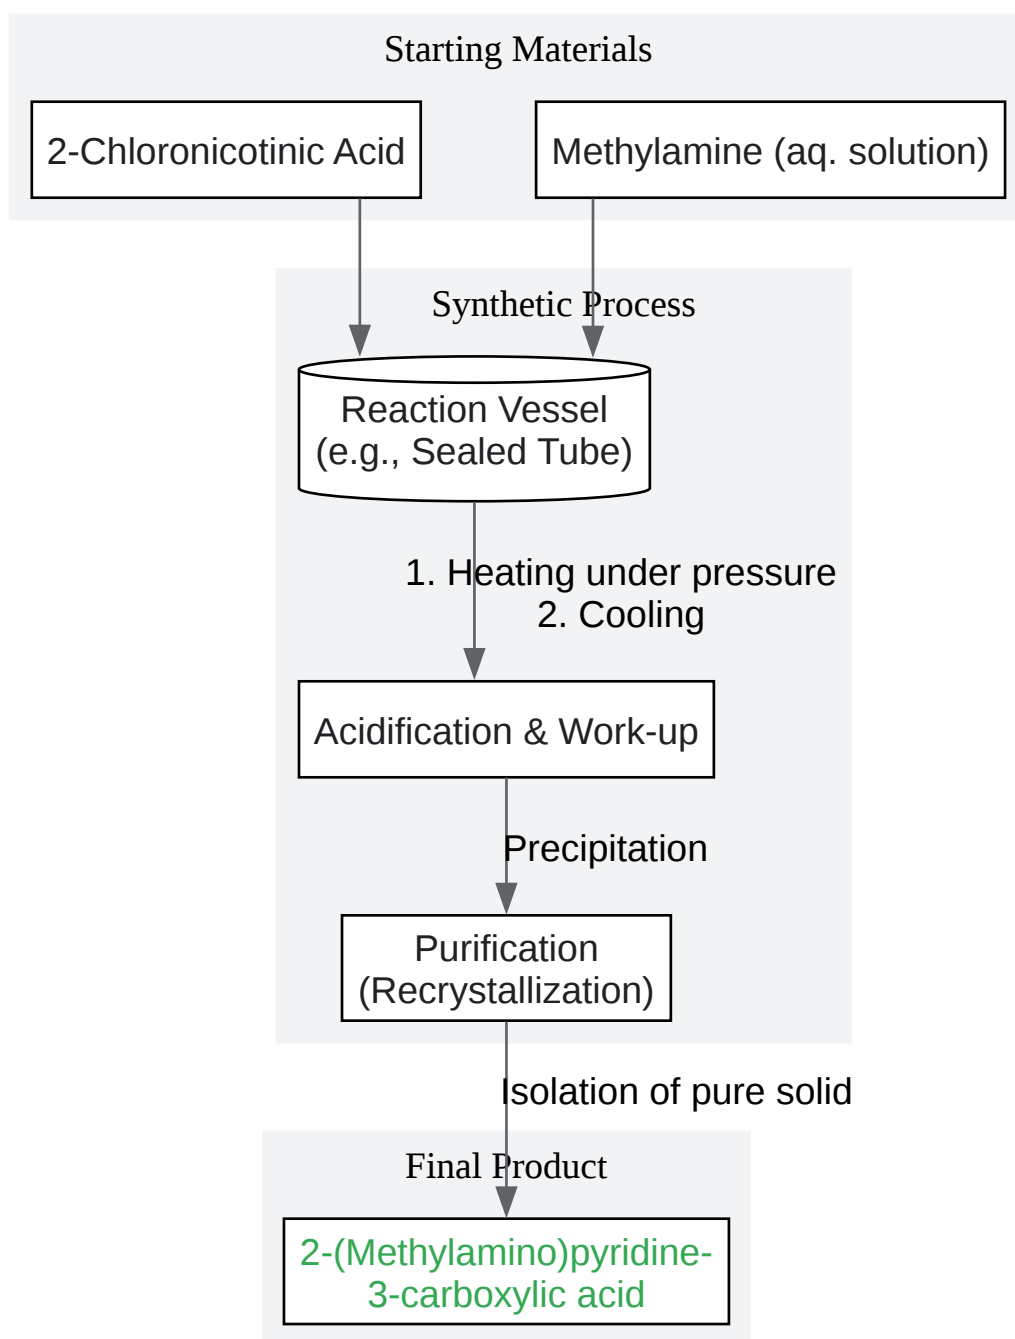 Starting Materials
2-Chloronicotinic Acid
Methylamine (aq. solution)
Synthetic Process
Reaction Vessel
(e.g., Sealed Tube)
1. Heating under pressure
2. Cooling
Acidification & Work-up
Precipitation
Purification
(Recrystallization)
Isolation of pure solid
Final Product
2-(Methylamino)pyridine-
3-carboxylic acid